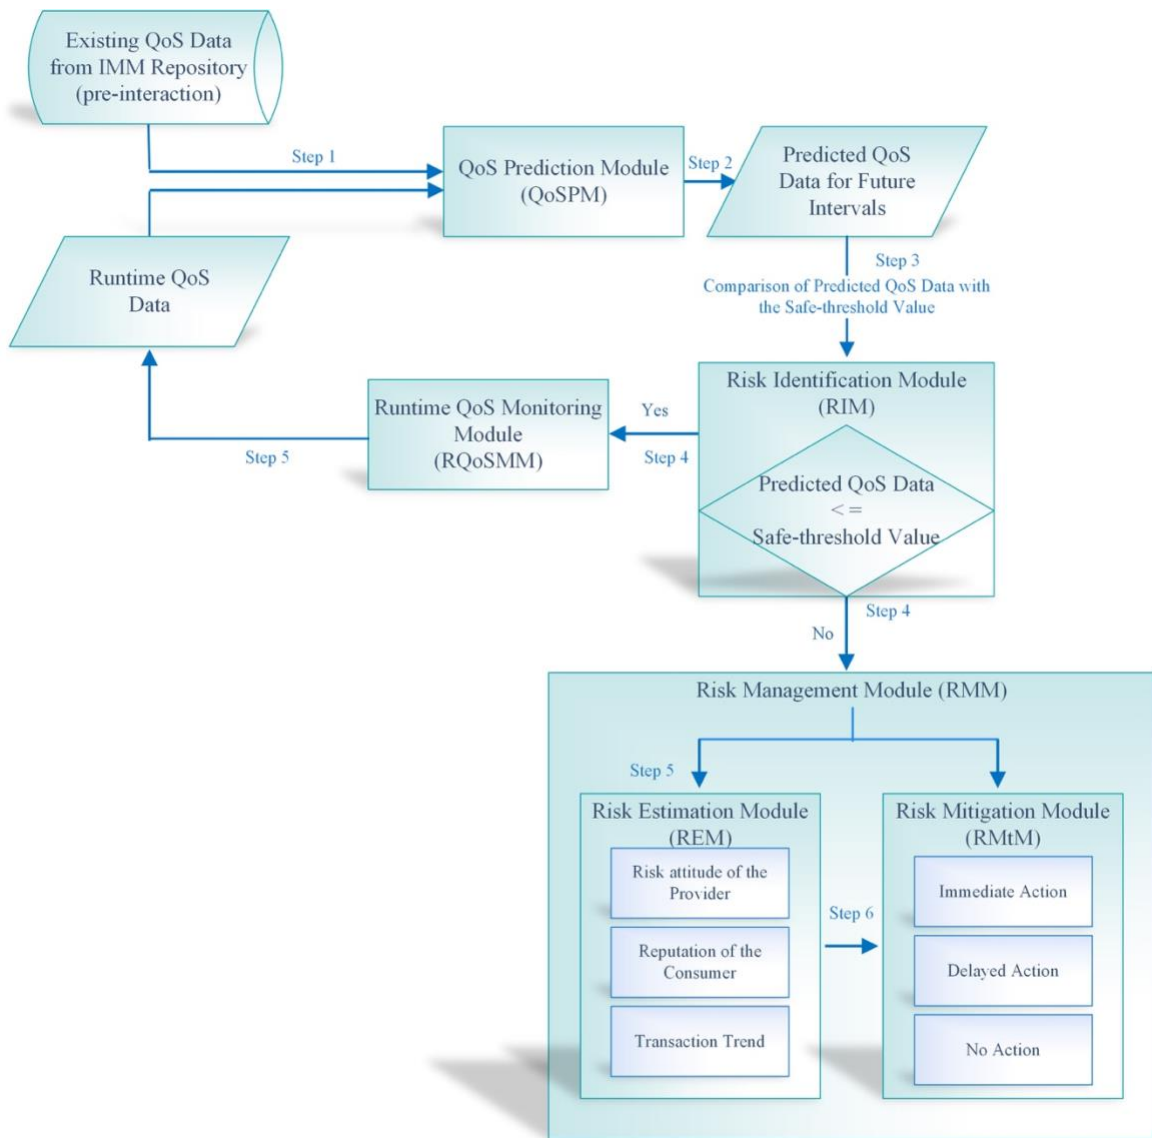 Existing QoS Data
from IMM Repository
(pre-interaction)
Step 1
QoS Prediction Module
(QoSPM)
Step 2
Predicted QoS
Data for Future
Intervals
Runtime QoS
Data
Step 3
Comparison of Predicted QoS Data with
the Safe-threshold Value
Risk Identification Module
(RIM)
Predicted QoS Data
< =
Safe-threshold Value
Yes
Step 4
Runtime QoS Monitoring
Module
(RQoSMM)
Step 5
Step 4
No
Risk Management Module (RMM)
Step 5
Risk Estimation Module
(REM)
Risk attitude of the
Provider
Reputation of the
Consumer
Transaction Trend
Step 6
Risk Mitigation Module
(RMtM)
Immediate Action
Delayed Action
No Action